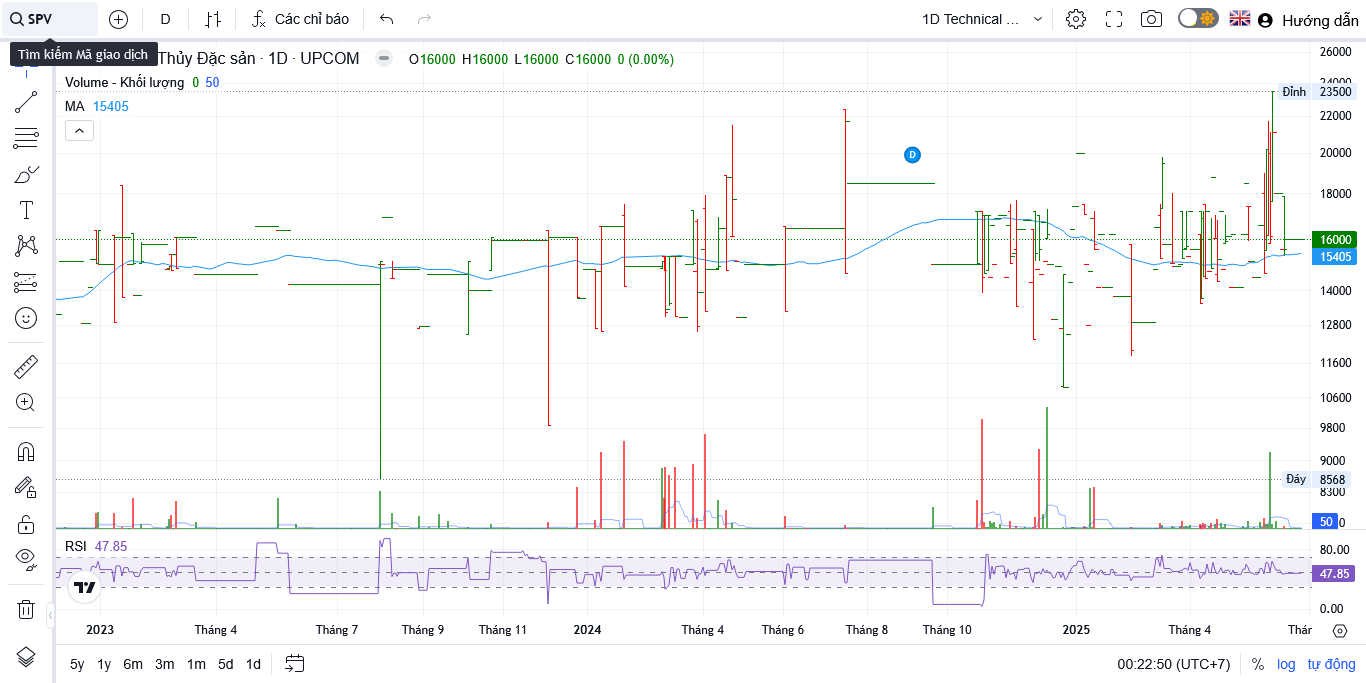 SPV
D
Các chỉ báo
1D Technical ...
Hướng dẫn
Tìm kiếm Mã giao dịch
Thủy Đặc sản · 1D · UPCOM
O16000 H16000 L16000 C16000 0 (0.00%)
Volume - Khối lượng 0 50
MA 15405
26000
24000
Đỉnh 23500
22000
20000
18000
16000
15405
14000
12800
11600
10600
9800
9000
Đáy 8568
8300
50
0
D
RSI 47.85
80.00
47.85
0.00
2023 Tháng 4 Tháng 7 Tháng 9 Tháng 11 2024 Tháng 4 Tháng 6 Tháng 8 Tháng 10 2025 Tháng 4 Thár
5y 1y 6m 3m 1m 5d 1d
00:22:50 (UTC+7) % log tự động